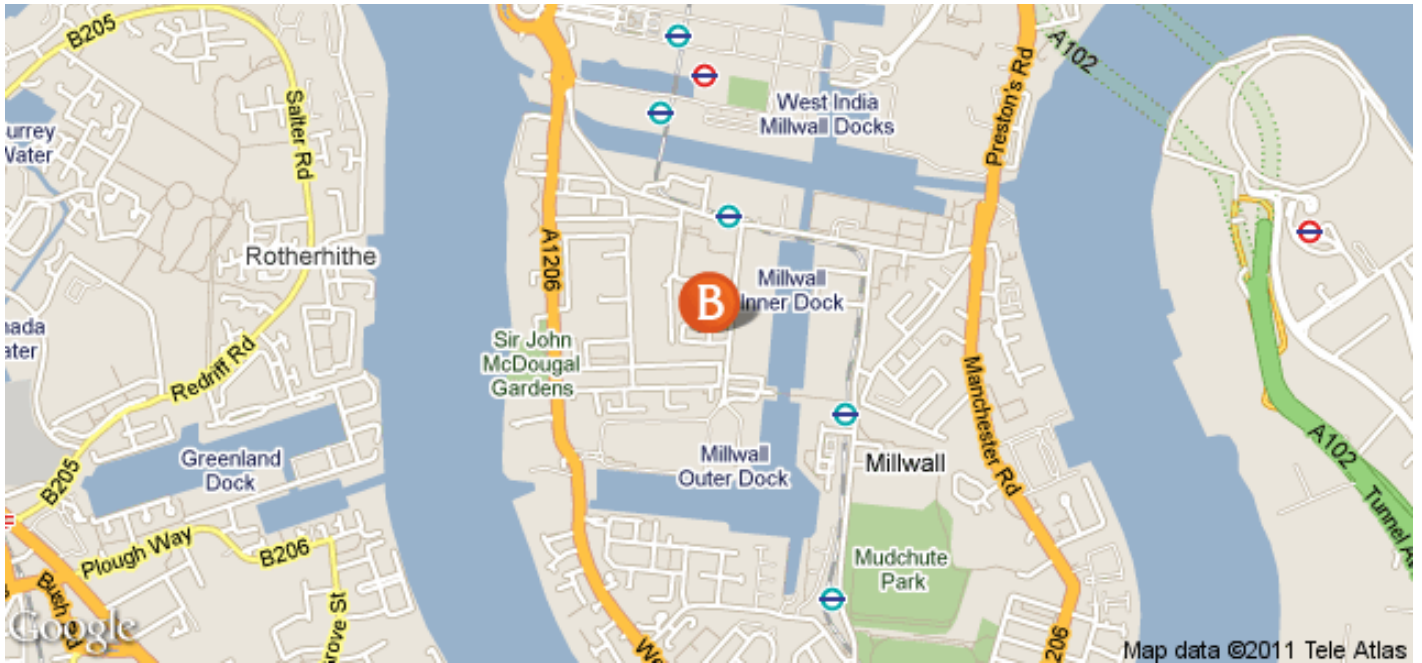 B205
A102
Salter Rd
West India
Millwall Docks
Preston's Rd
urrey
Water
A1206
Rotherhithe
Millwall
Inner Dock
B
Sir John
McDougal
Gardens
nada
ater
Redriff Rd
Manchester Rd
A102
Greenland
Dock
Millwall
Outer Dock
Millwall
B205
Tunnel A
Plough Way
B206
Mudchute
Park
Bush Rd
Grove St
We
206
Google
Map data ©2011 Tele Atlas